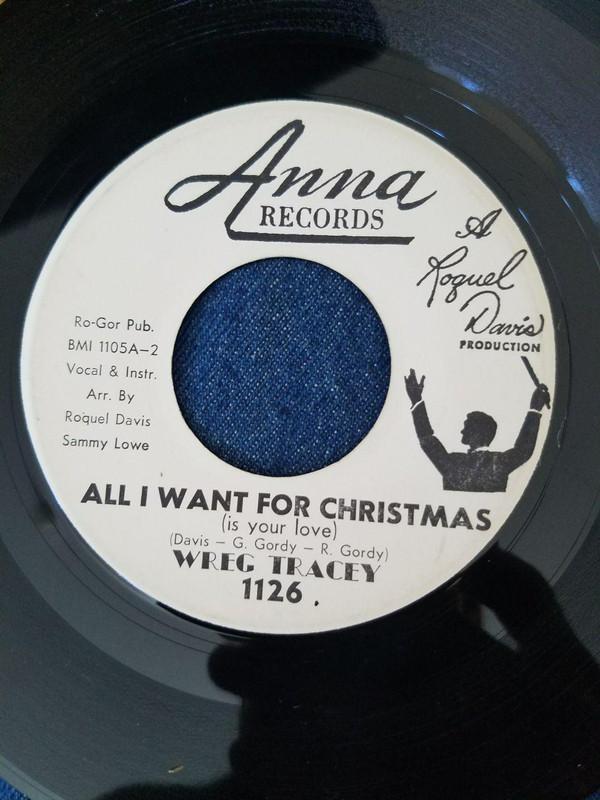 Anna
RECORDS
A
Roquel
Davis
PRODUCTION
Ro-Gor Pub.
BMI 1105A-2
Vocal & Instr.
Arr. By
Roquel Davis
Sammy Lowe
ALL I WANT FOR CHRISTMAS
(is your love)
(Davis - G. Gordy - R. Gordy)
WREG TRACEY
1126